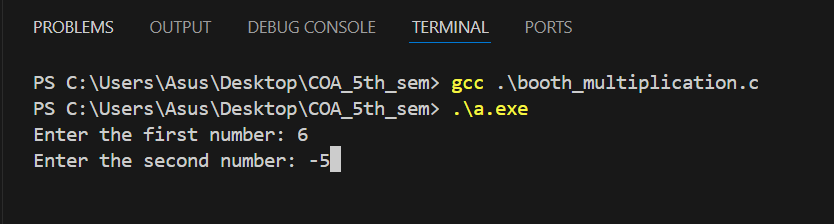 PROBLEMS OUTPUT DEBUG CONSOLE TERMINAL PORTS
PS C:\Users\Asus\Desktop\COA_5th_sem> gcc .\booth_multiplication.c
PS C:\Users\Asus\Desktop\COA_5th_sem> .\a.exe
Enter the first number: 6
Enter the second number: -5